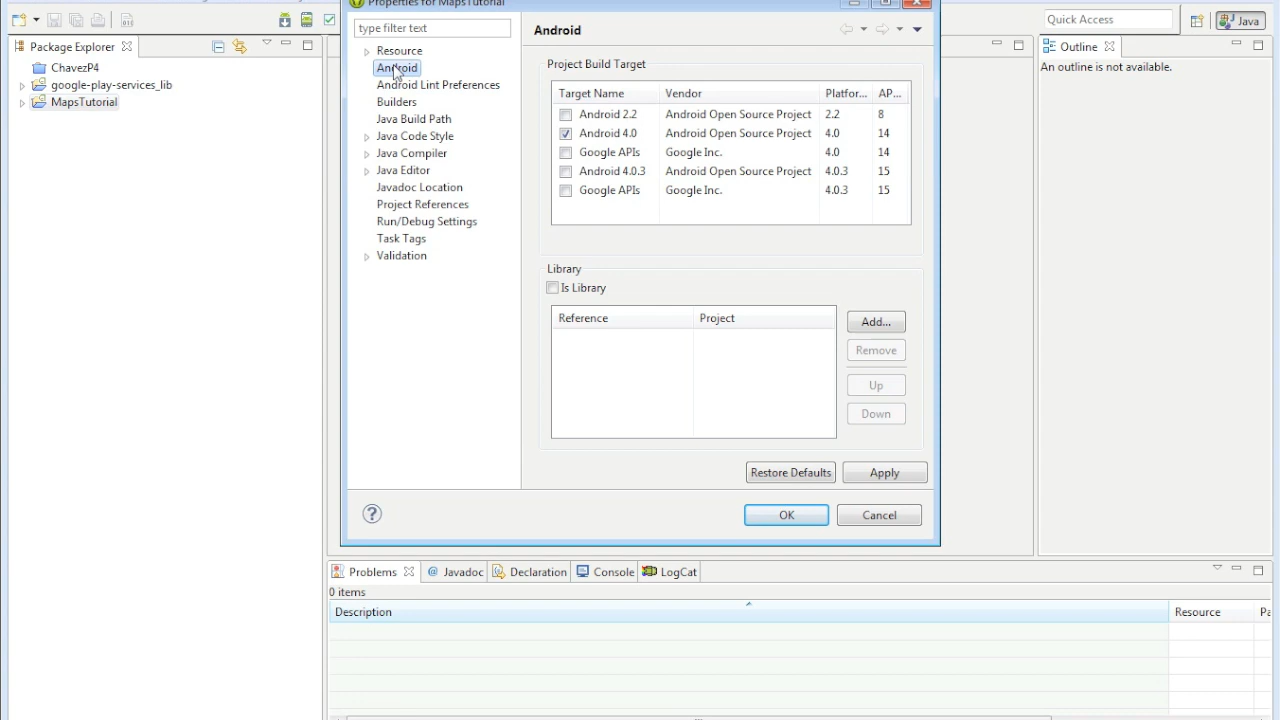 Properties for MapsTutorial
Quick Access
Java
Package Explorer
ChavezP4
google-play-services_lib
MapsTutorial
type filter text
Resource
Android
Android Lint Preferences
Builders
Java Build Path
Java Code Style
Java Compiler
Java Editor
Javadoc Location
Project References
Run/Debug Settings
Task Tags
Validation
Android
Project Build Target
Target Name Vendor Platfor... AP...
Android 2.2 Android Open Source Project 2.2 8
Android 4.0 Android Open Source Project 4.0 14
Google APIs Google Inc. 4.0 14
Android 4.0.3 Android Open Source Project 4.0.3 15
Google APIs Google Inc. 4.0.3 15
Library
Is Library
Reference Project
Add...
Remove
Up
Down
Restore Defaults Apply
OK Cancel
Outline
An outline is not available.
Problems @ Javadoc Declaration Console LogCat
0 items
Description Resource Pa